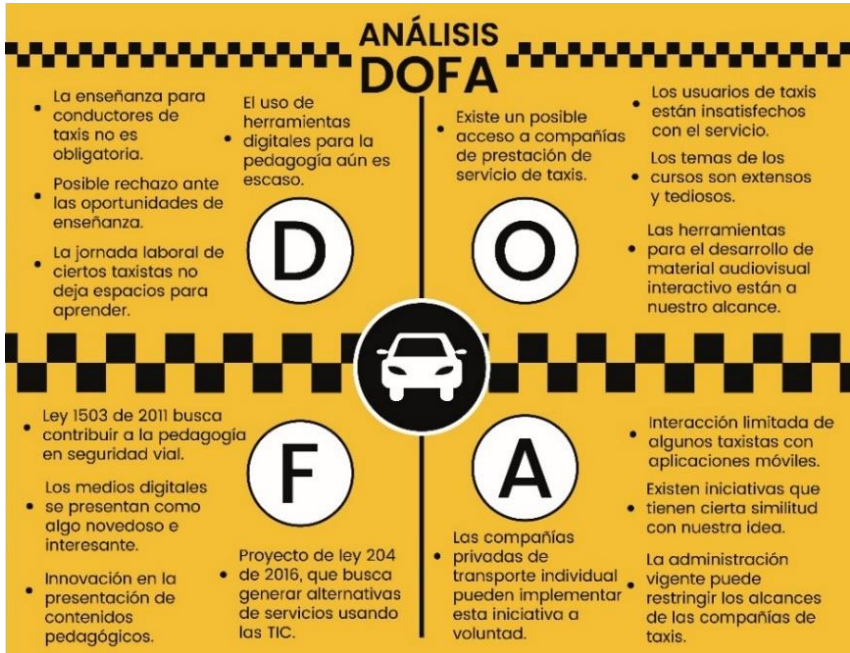 ANÁLISIS
DOFA
• La enseñanza para
conductores de
taxis no es
obligatoria.
• Posible rechazo ante
las oportunidades de
enseñanza.
• La jornada laboral de
ciertos taxistas no
deja espacios para
aprender.
El uso de
herramientas
• digitales para la
pedagogía aún es
escaso.
D
• Existe un posible
acceso a compañías
de prestación de
servicio de taxis.
• Los usuarios de taxis
están insatisfechos
con el servicio.
Los temas de los
• cursos son extensos
y tediosos.
Las herramientas
• para el desarrollo de
material audiovisual
interactivo están a
nuestro alcance.
O
• Ley 1503 de 2011 busca
contribuir a la pedagogía
en seguridad vial.
Los medios digitales
• se presentan como
algo novedoso e
interesante.
• Innovación en la
presentación de
contenidos
pedagógicos.
F
Proyecto de ley 204
• de 2016, que busca
generar alternativas
de servicios usando
las TIC.
A
Las compañías
• privadas de
transporte individual
pueden implementar
esta iniciativa a
voluntad.
• Interacción limitada de
algunos taxistas con
aplicaciones móviles.
Existen iniciativas que
• tienen cierta similitud
con nuestra idea.
La administración
• vigente puede
restringir los alcances
de las compañías de
taxis.